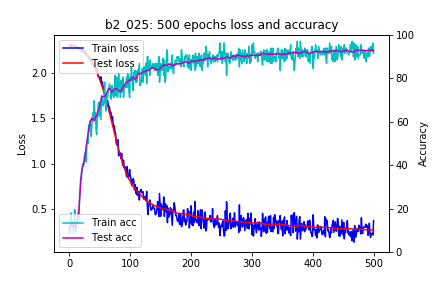 b2_025: 500 epochs loss and accuracy
Train loss
Test loss
Train acc
Test acc
Loss
2.0
1.5
1.0
0.5
Accuracy
100
80
60
40
20
0
0
100
200
300
400
500